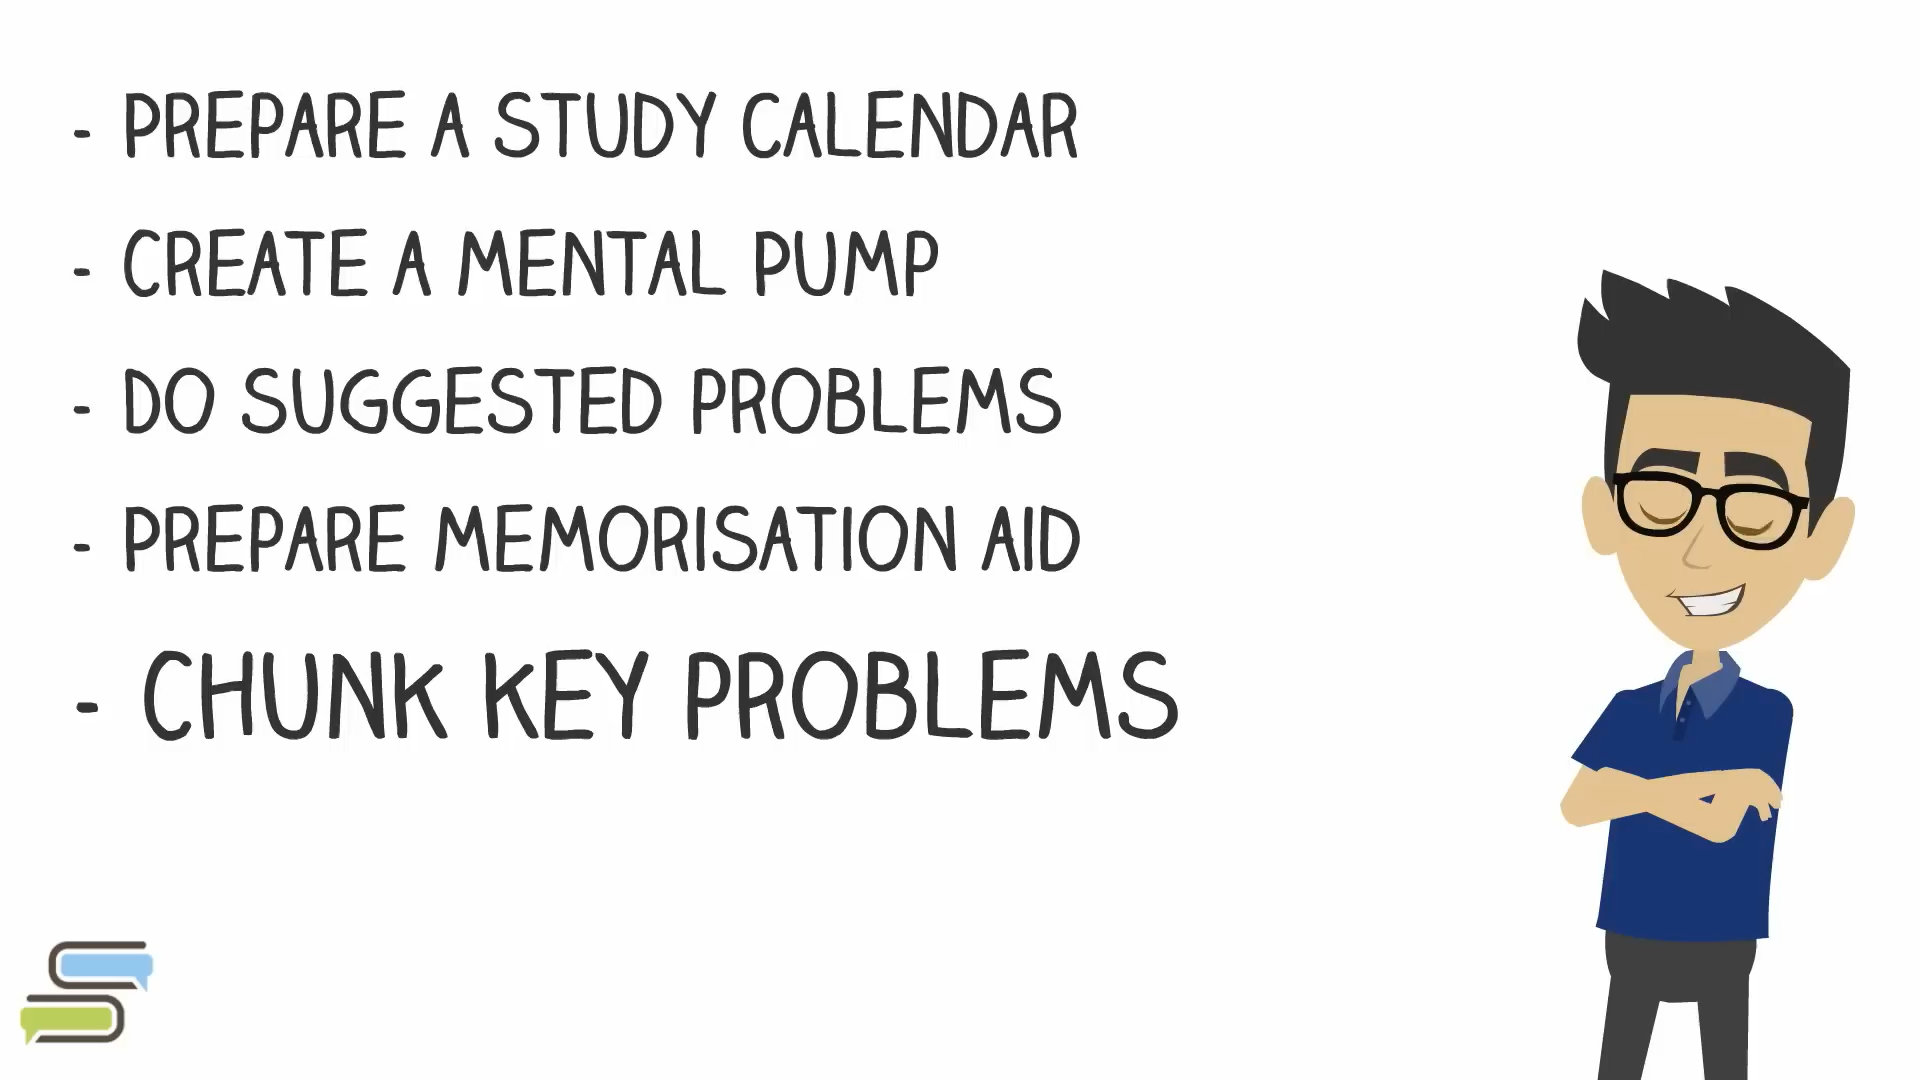 - PREPARE A STUDY CALENDAR
- CREATE A MENTAL PUMP
- DO SUGGESTED PROBLEMS
- PREPARE MEMORISATION AID
- CHUNK KEY PROBLEMS